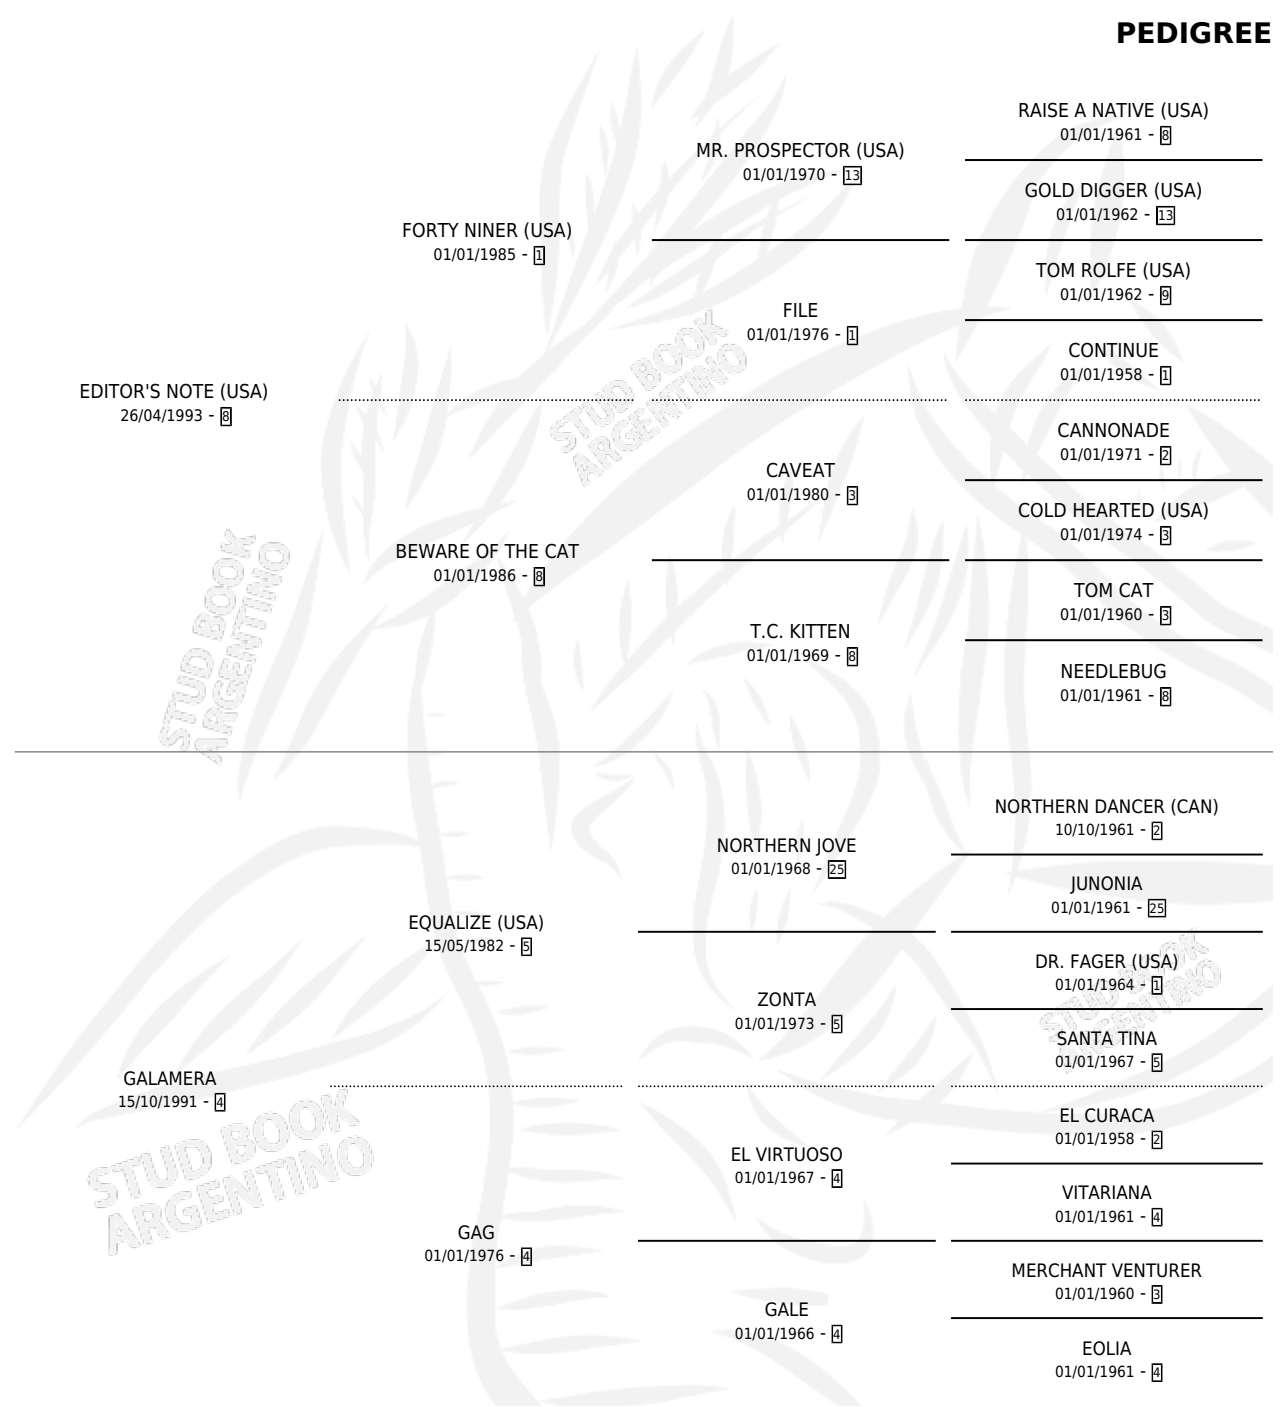 PEDIGREE
RAISE A NATIVE (USA)
01/01/1961 - 8
MR. PROSPECTOR (USA)
01/01/1970 - 13
GOLD DIGGER (USA)
01/01/1962 - 13
FORTY NINER (USA)
01/01/1985 - 1
TOM ROLFE (USA)
01/01/1962 - 9
FILE
01/01/1976 - 1
CONTINUE
01/01/1958 - 1
EDITOR'S NOTE (USA)
26/04/1993 - 8
CANNONADE
01/01/1971 - 2
CAVEAT
01/01/1980 - 3
COLD HEARTED (USA)
01/01/1974 - 3
BEWARE OF THE CAT
01/01/1986 - 8
TOM CAT
01/01/1960 - 3
T.C. KITTEN
01/01/1969 - 8
NEEDLEBUG
01/01/1961 - 8
NORTHERN DANCER (CAN)
10/10/1961 - 2
NORTHERN JOVE
01/01/1968 - 25
JUNONIA
01/01/1961 - 25
EQUALIZE (USA)
15/05/1982 - 5
DR. FAGER (USA)
01/01/1964 - 1
ZONTA
01/01/1973 - 5
SANTA TINA
01/01/1967 - 5
GALAMERA
15/10/1991 - 4
EL CURACA
01/01/1958 - 2
EL VIRTUOSO
01/01/1967 - 4
VITARIANA
01/01/1961 - 4
GAG
01/01/1976 - 4
MERCHANT VENTURER
01/01/1960 - 3
GALE
01/01/1966 - 4
EOLIA
01/01/1961 - 4
STUD BOOK
ARGENTINO
STUD BOOK
ARGENTINO
STUD BOOK
ARGENTINO
STUD BOOK
ARGENTINO